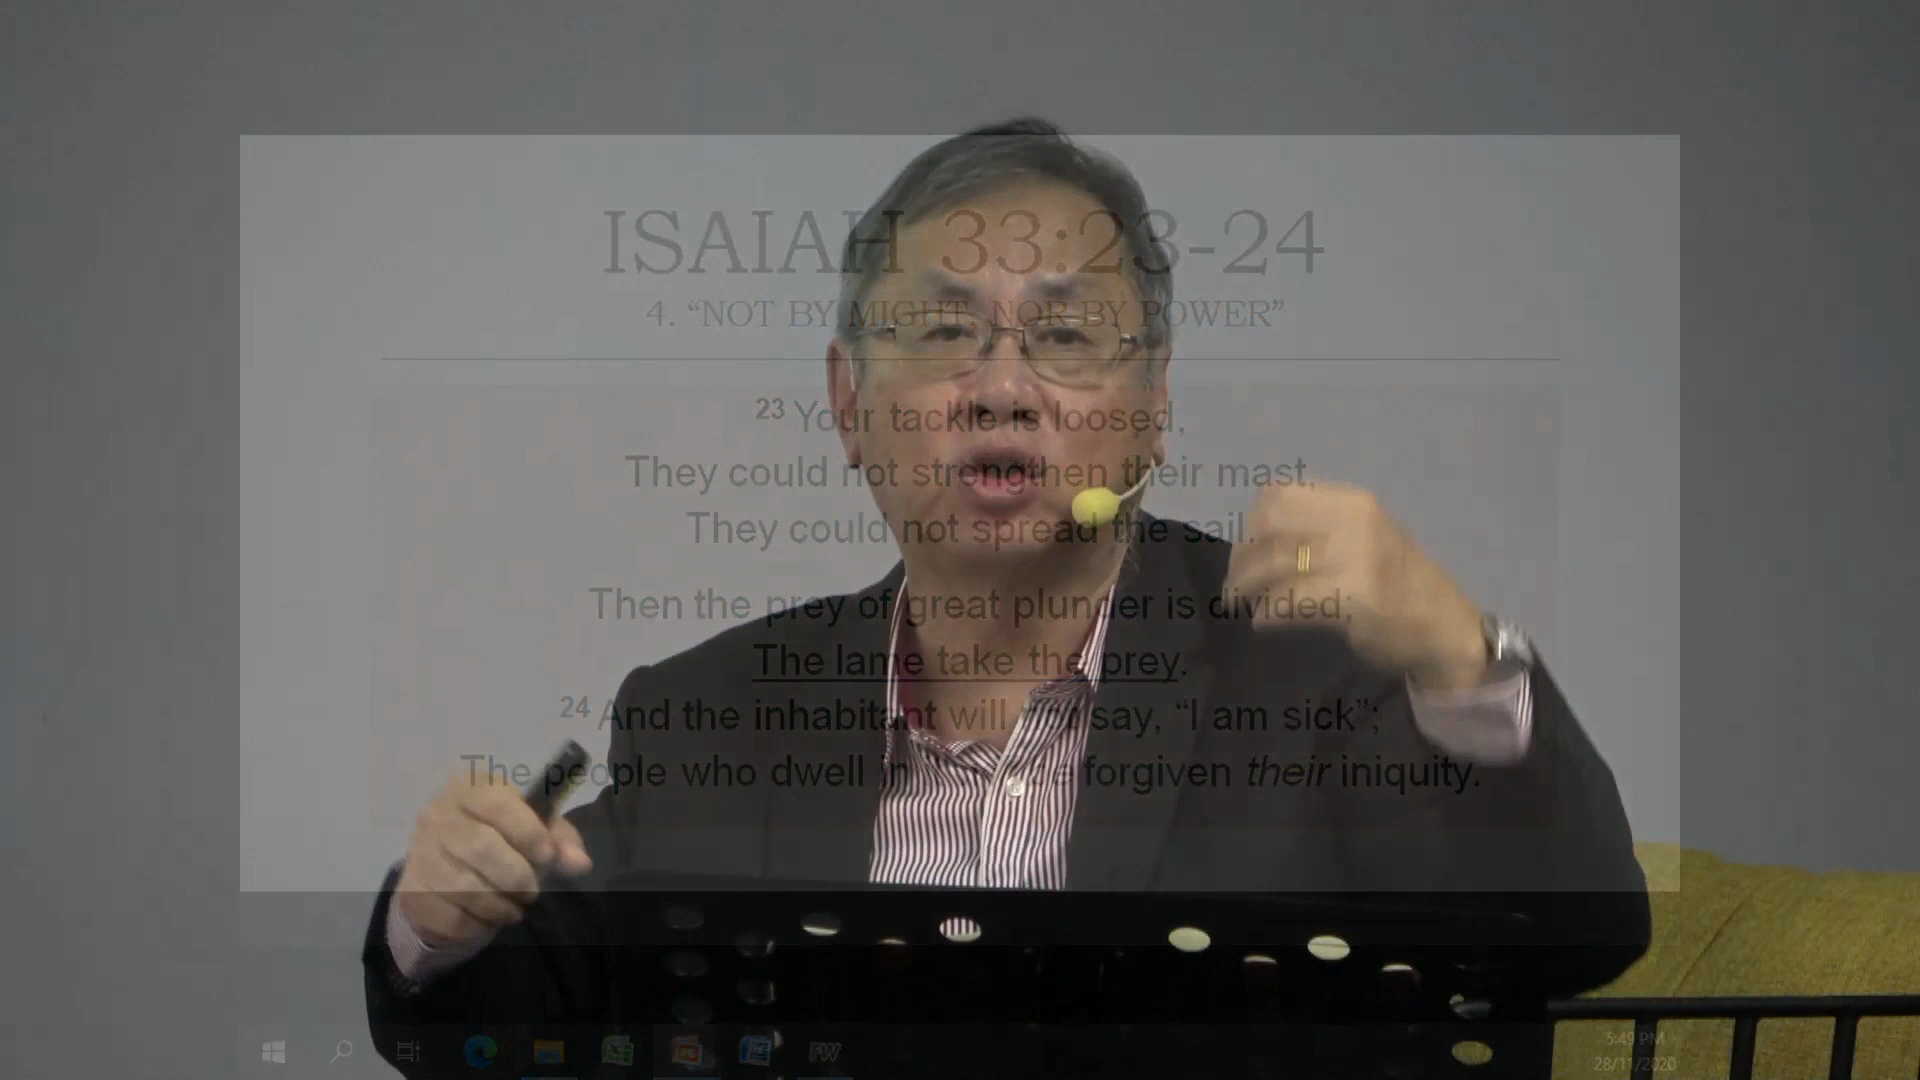 ISAIAH 33:23-24
4. “NOT BY MIGHT, NOR BY POWER”
23 Your tackle is loosed,
They could not strengthen their mast,
They could not spread the sail.
Then the prey of great plunder is divided;
The lame take the prey.
24 And the inhabitant will not say, “I am sick”;
The people who dwell in forgiven their iniquity.
FW
5:49 PM
28/11/2020